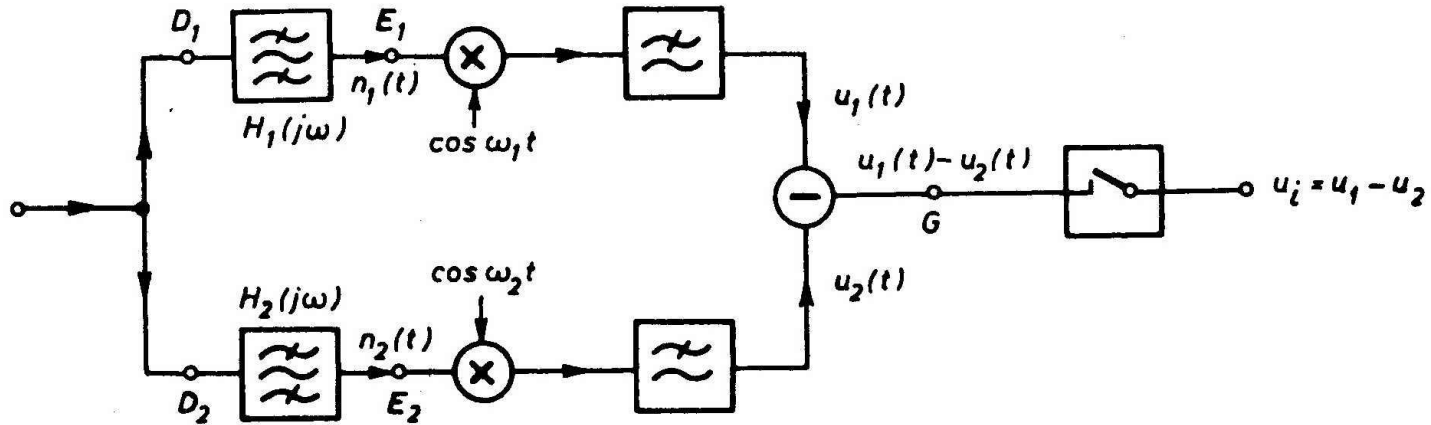 D₁
E₁
n₁(t)
H₁(jω)
cos ω₁t
u₁(t)
u₁(t)−u₂(t)
G
uᵢ = u₁ − u₂
u₂(t)
cos ω₂t
H₂(jω)
n₂(t)
D₂
E₂